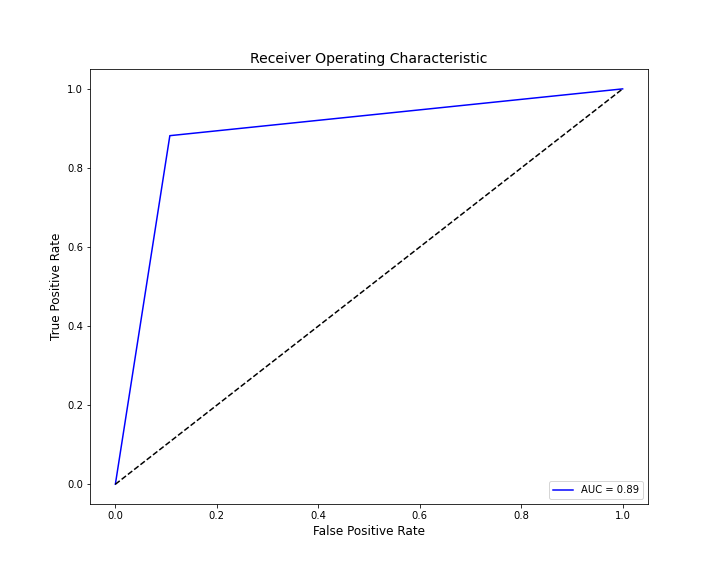 Receiver Operating Characteristic
True Positive Rate
1.0
0.8
0.6
0.4
0.2
0.0
AUC = 0.89
0.0 0.2 0.4 0.6 0.8 1.0
False Positive Rate